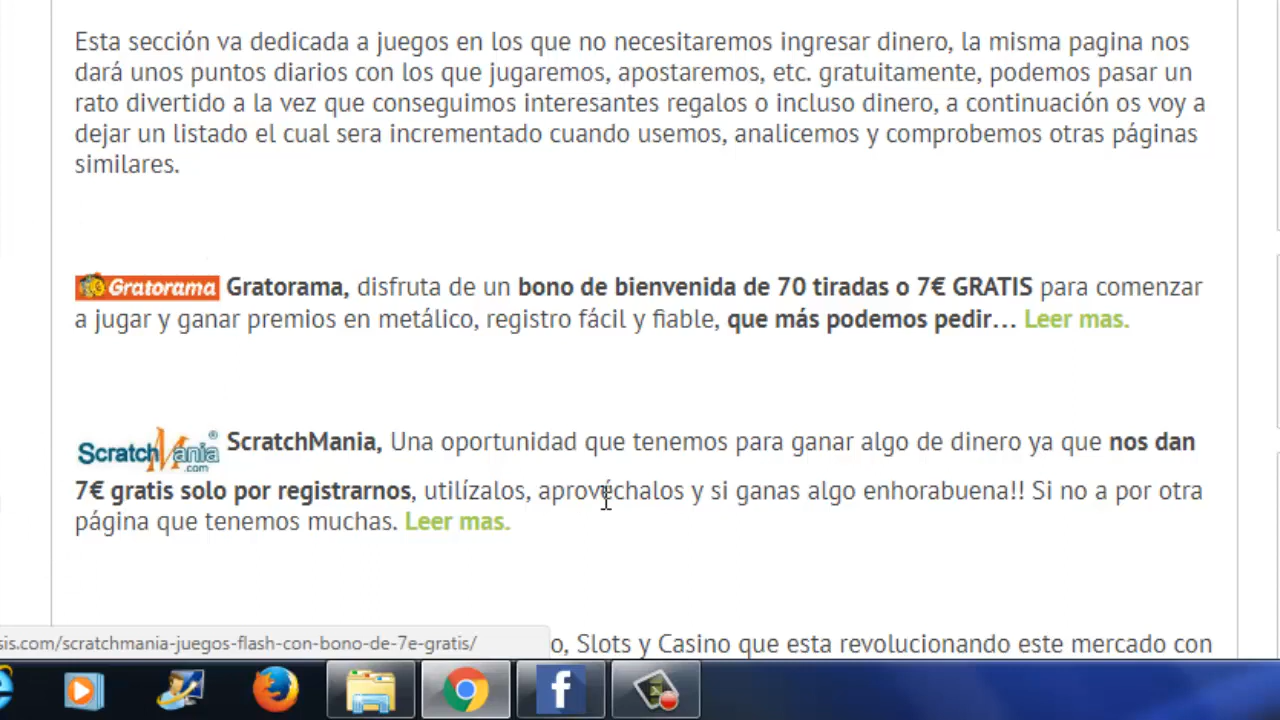 Esta sección va dedicada a juegos en los que no necesitaremos ingresar dinero, la misma pagina nos
dará unos puntos diarios con los que jugaremos, apostaremos, etc. gratuitamente, podemos pasar un
rato divertido a la vez que conseguimos interesantes regalos o incluso dinero, a continuación os voy a
dejar un listado el cual sera incrementado cuando usemos, analicemos y comprobemos otras páginas
similares.
Gratorama Gratorama, disfruta de un bono de bienvenida de 70 tiradas o 7€ GRATIS para comenzar
a jugar y ganar premios en metálico, registro fácil y fiable, que más podemos pedir... Leer mas.
ScratchMania.com® ScratchMania, Una oportunidad que tenemos para ganar algo de dinero ya que nos dan
7€ gratis solo por registrarnos, utilízalos, aprovéchalos y si ganas algo enhorabuena!! Si no a por otra
página que tenemos muchas. Leer mas.
o, Slots y Casino que esta revolucionando este mercado con
sis.com/scratchmania-juegos-flash-con-bono-de-7e-gratis/